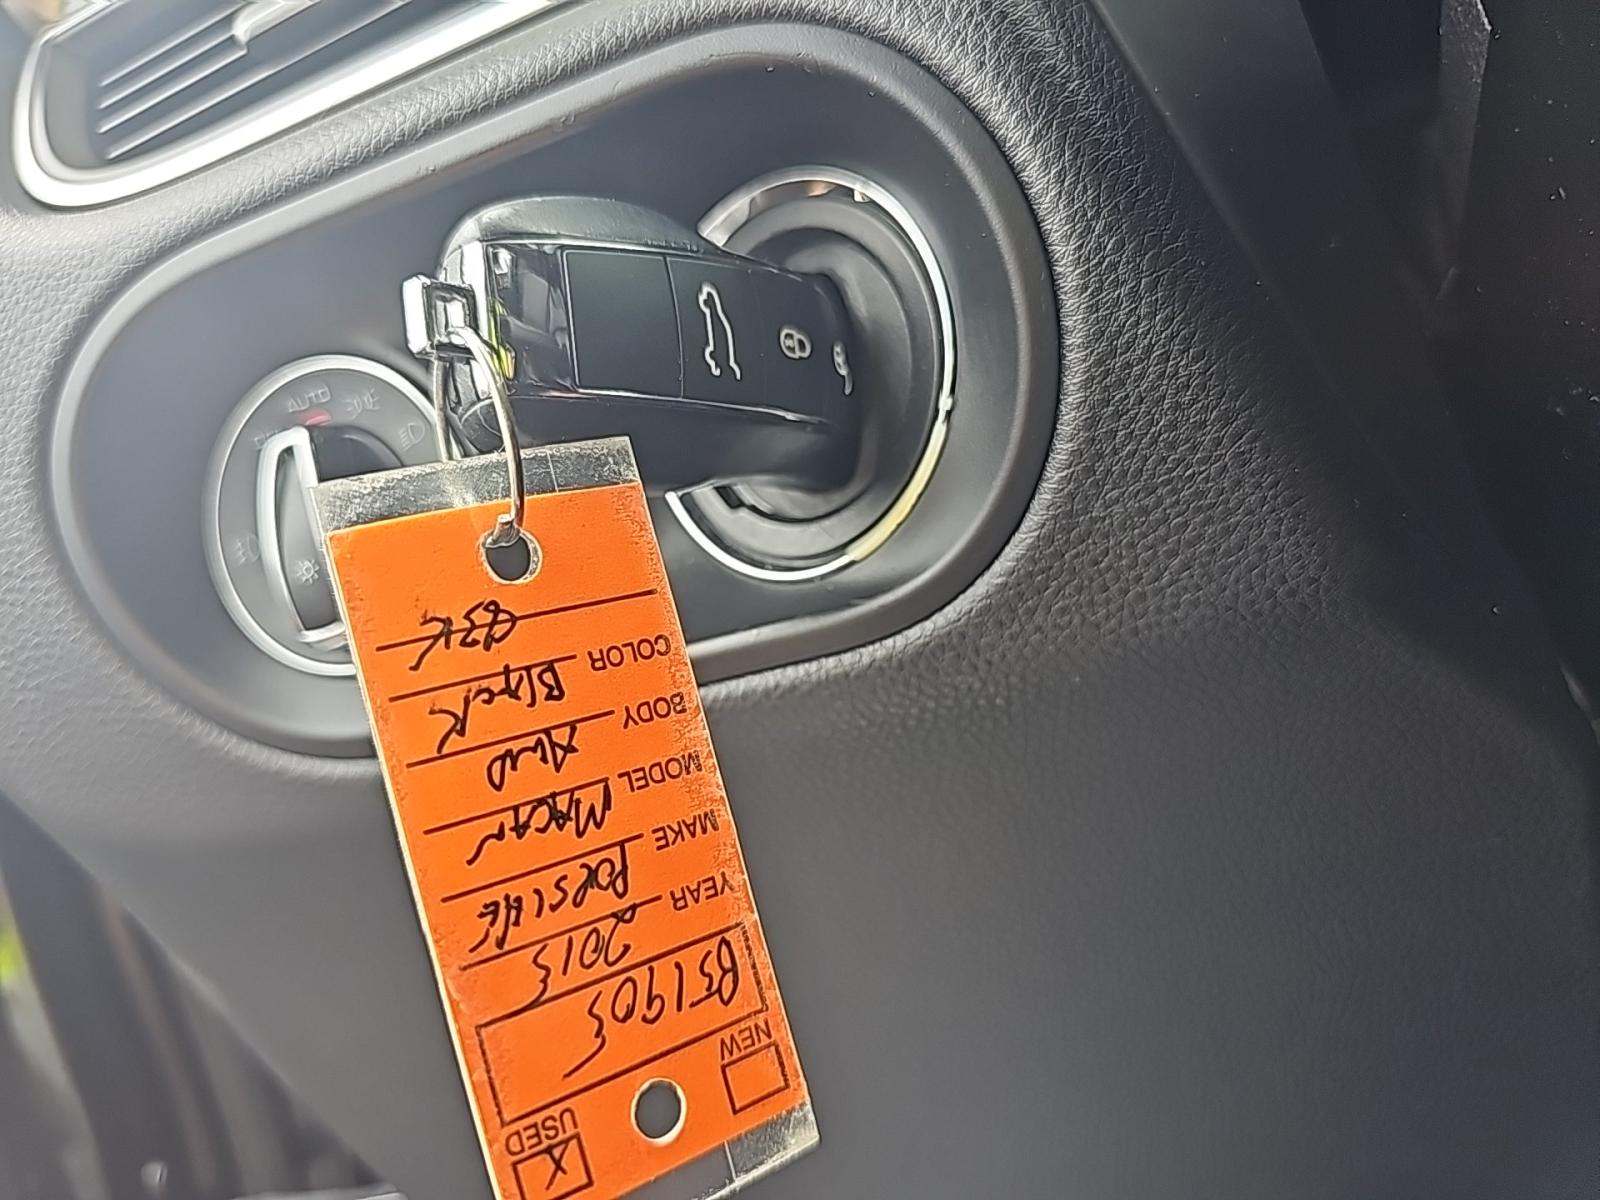 AUTO
NEW USED X
B51905
YEAR 2015
MAKE PORSCHE
MODEL MACAN
BODY AWD
COLOR Black
83K